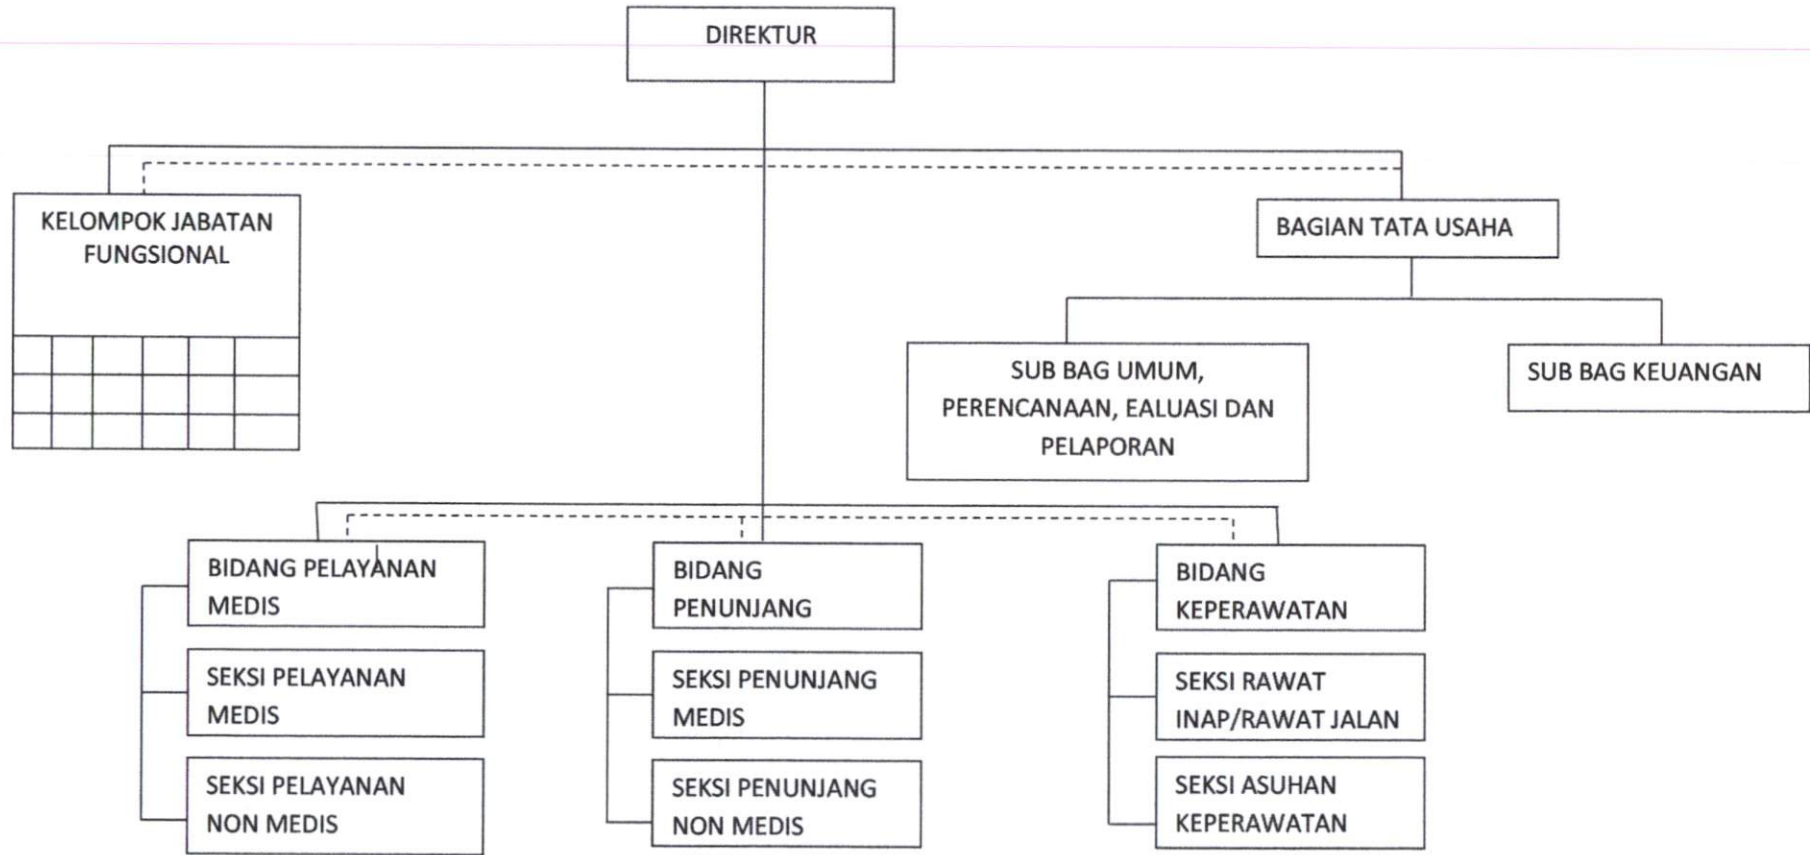 DIREKTUR
KELOMPOK JABATAN
FUNGSIONAL
BAGIAN TATA USAHA
SUB BAG UMUM,
PERENCANAAN, EALUASI DAN
PELAPORAN
SUB BAG KEUANGAN
BIDANG PELAYANAN
MEDIS
SEKSI PELAYANAN
MEDIS
SEKSI PELAYANAN
NON MEDIS
BIDANG
PENUNJANG
SEKSI PENUNJANG
MEDIS
SEKSI PENUNJANG
NON MEDIS
BIDANG
KEPERAWATAN
SEKSI RAWAT
INAP/RAWAT JALAN
SEKSI ASUHAN
KEPERAWATAN